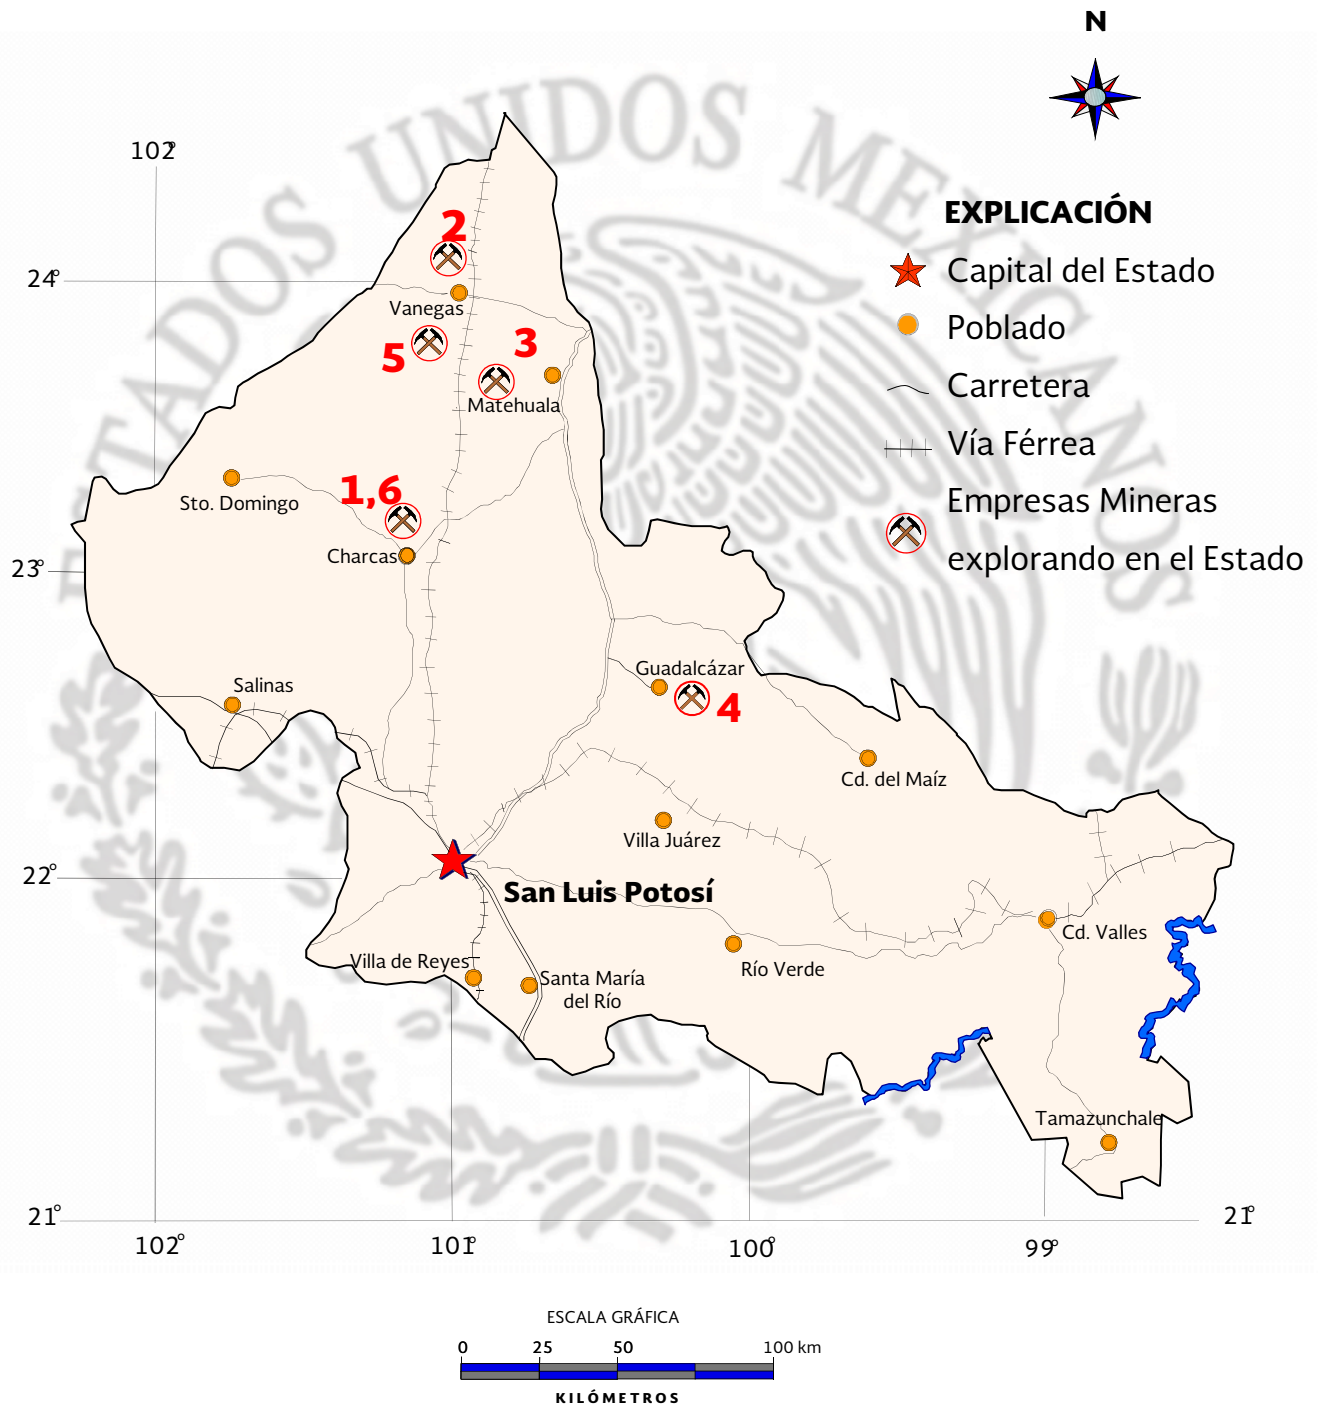 N
ESTADOS UNIDOS MEXICANOS
102°
EXPLICACIÓN
Capital del Estado
Poblado
Carretera
Vía Férrea
Empresas Mineras
explorando en el Estado
2
24°
Vanegas
5
3
Matehuala
1,6
Sto. Domingo
Charcas
23°
Guadalcázar
4
Salinas
Cd. del Maíz
Villa Juárez
22°
San Luis Potosí
Cd. Valles
Villa de Reyes
Río Verde
Santa María
del Río
Tamazunchale
21°
21°
102°
101°
100°
99°
ESCALA GRÁFICA
0 25 50 100 km
KILÓMETROS